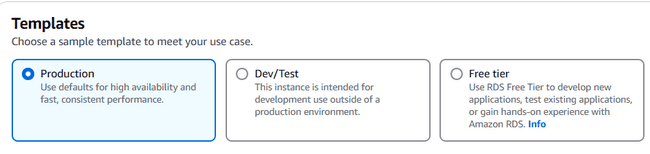 Templates
Choose a sample template to meet your use case.
Production
Use defaults for high availability and
fast, consistent performance.
Dev/Test
This instance is intended for
development use outside of a
production environment.
Free tier
Use RDS Free Tier to develop new
applications, test existing applications,
or gain hands-on experience with
Amazon RDS. Info